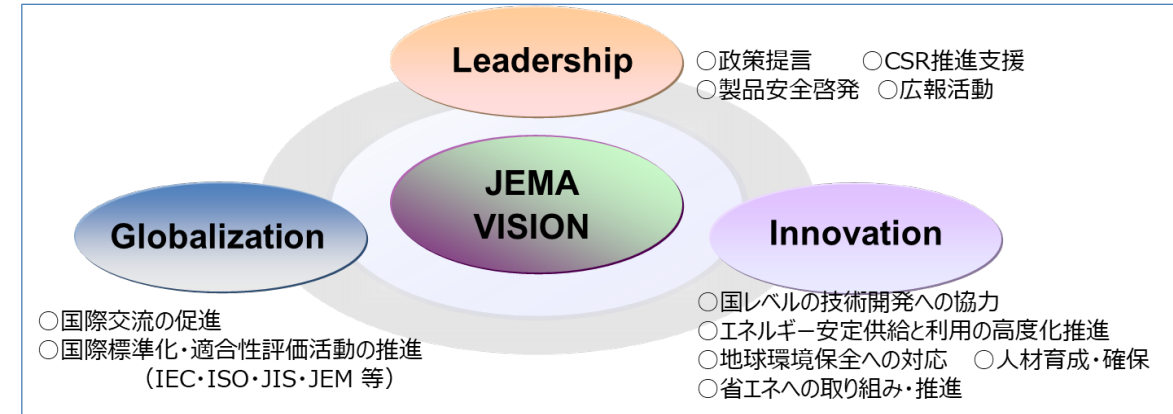 Leadership
○政策提言 ○CSR推進支援
○製品安全啓発 ○広報活動
JEMA
VISION
Globalization
○国際交流の促進
○国際標準化・適合性評価活動の推進
（IEC・ISO・JIS・JEM 等）
Innovation
○国レベルの技術開発への協力
○エネルギー安定供給と利用の高度化推進
○地球環境保全への対応 ○人材育成・確保
○省エネへの取り組み・推進